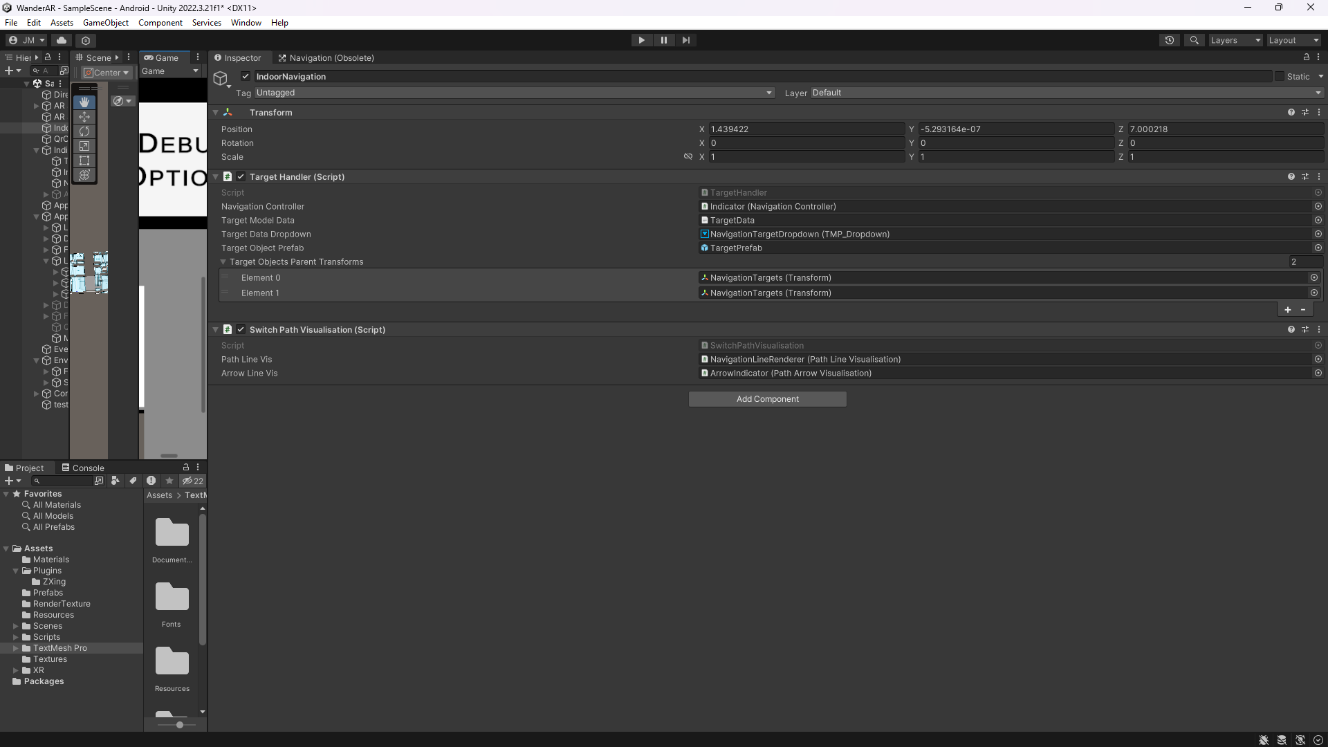 WanderAR - SampleScene - Android - Unity 2022.3.21f1* <DX11>
File Edit Assets GameObject Component Services Window Help
JM
Layers Layout
Hier Scene Game
Inspector Navigation (Obsolete)
Center
Game
IndoorNavigation Static
Tag Untagged Layer Default
Transform
Position X 1.439422 Y -5.293164e-07 Z 7.000218
Rotation X 0 Y 0 Z 0
Scale X 1 Y 1 Z 1
Target Handler (Script)
Script TargetHandler
Navigation Controller Indicator (Navigation Controller)
Target Model Data TargetData
Target Data Dropdown NavigationTargetDropdown (TMP_Dropdown)
Target Object Prefab TargetPrefab
Target Objects Parent Transforms 2
Element 0 NavigationTargets (Transform)
Element 1 NavigationTargets (Transform)
Switch Path Visualisation (Script)
Script SwitchPathVisualisation
Path Line Vis NavigationLineRenderer (Path Line Visualisation)
Arrow Line Vis ArrowIndicator (Path Arrow Visualisation)
Add Component
Sa
Dire
AR
AR
Indo
QrC
Indi
T
In
N
A
App
App
L
D
F
L
D
F
C
M
Eve
Env
F
S
Cor
test
DEBU
OPTIO
Project Console
22
Favorites
All Materials
All Models
All Prefabs
Assets
Materials
Plugins
ZXing
Prefabs
RenderTexture
Resources
Scenes
Scripts
TextMesh Pro
Textures
XR
Packages
Assets > TextM
Document...
Fonts
Resources